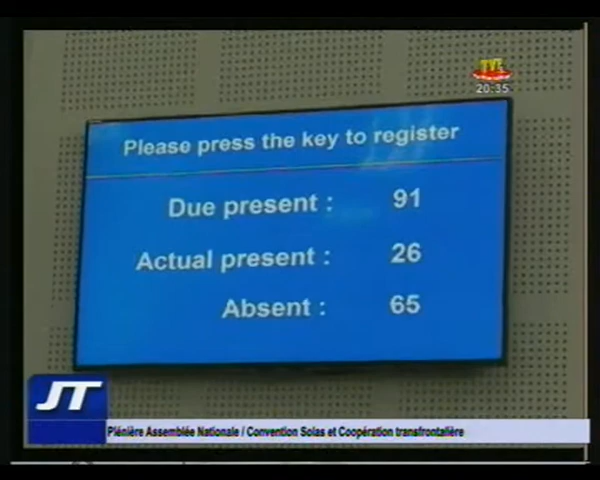 TVT
20:35
Please press the key to register
Due present : 91
Actual present : 26
Absent : 65
JT
Plénière Assemblée Nationale / Convention Solas et Coopération transfrontalière